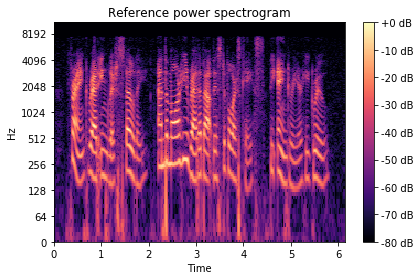 Reference power spectrogram
+0 dB
8192
-10 dB
4096
-20 dB
2048
-30 dB
1024
Hz
512
-40 dB
256
-50 dB
128
-60 dB
64
-70 dB
0
-80 dB
0 1 2 3 4 5 6
Time